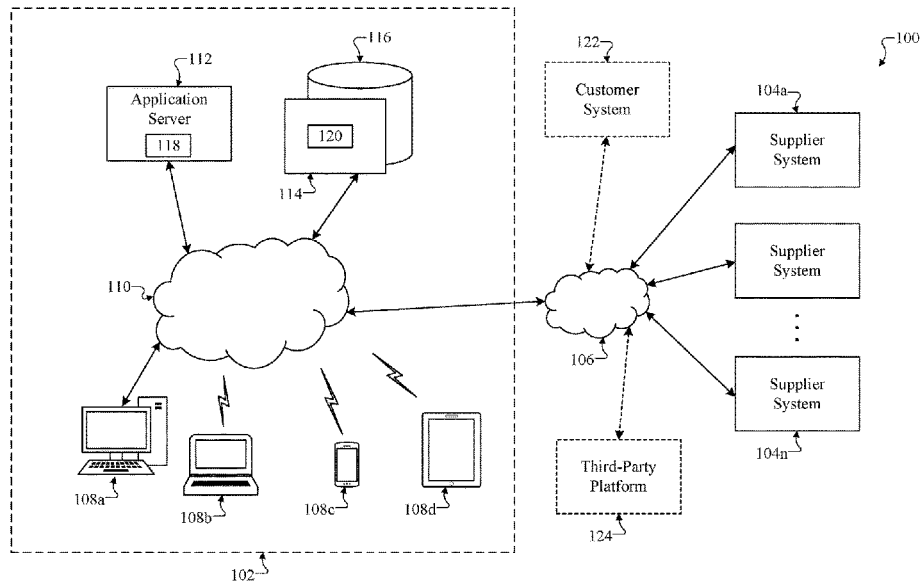 116
112
122
100
Application
Server
118
120
114
Customer
System
104a
Supplier
System
110
Supplier
System
106
Supplier
System
104n
Third-Party
Platform
124
108a
108b
108c
108d
102